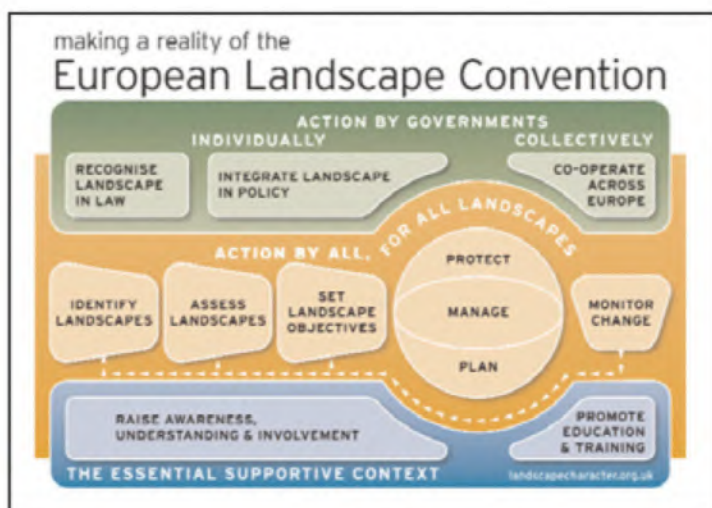 making a reality of the
European Landscape Convention
ACTION BY GOVERNMENTS
INDIVIDUALLY
COLLECTIVELY
RECOGNISE
LANDSCAPE
IN LAW
INTEGRATE LANDSCAPE
IN POLICY
CO-OPERATE
ACROSS
EUROPE
ACTION BY ALL, FOR ALL LANDSCAPES
IDENTIFY
LANDSCAPES
ASSESS
LANDSCAPES
SET
LANDSCAPE
OBJECTIVES
PROTECT
MANAGE
PLAN
MONITOR
CHANGE
RAISE AWARENESS,
UNDERSTANDING & INVOLVEMENT
PROMOTE
EDUCATION
& TRAINING
THE ESSENTIAL SUPPORTIVE CONTEXT
landscapecharacter.org.uk